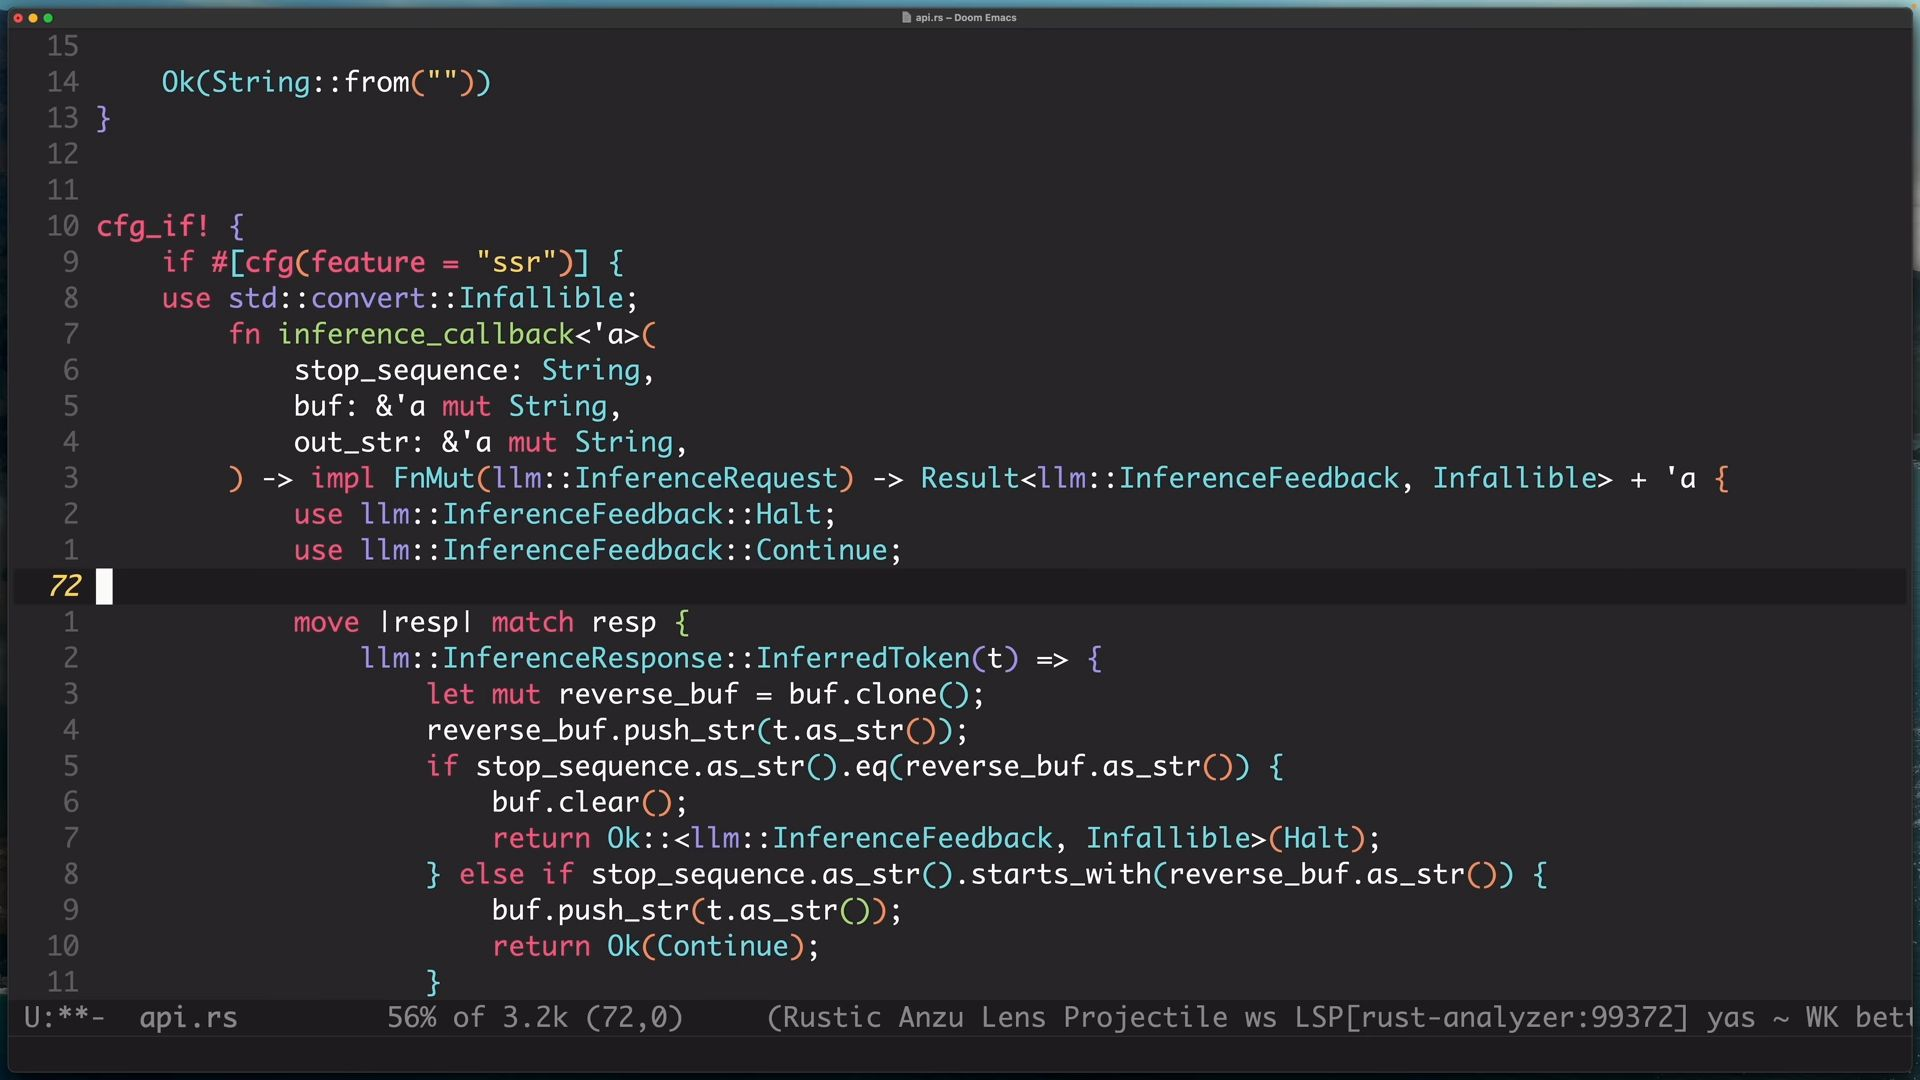 api.rs – Doom Emacs
15
14     Ok(String::from(""))
13 }
12
11
10 cfg_if! {
9     if #[cfg(feature = "ssr")] {
8     use std::convert::Infallible;
7         fn inference_callback<'a>(
6             stop_sequence: String,
5             buf: &'a mut String,
4             out_str: &'a mut String,
3         ) -> impl FnMut(llm::InferenceRequest) -> Result<llm::InferenceFeedback, Infallible> + 'a {
2             use llm::InferenceFeedback::Halt;
1             use llm::InferenceFeedback::Continue;
72
1             move |resp| match resp {
2                 llm::InferenceResponse::InferredToken(t) => {
3                     let mut reverse_buf = buf.clone();
4                     reverse_buf.push_str(t.as_str());
5                     if stop_sequence.as_str().eq(reverse_buf.as_str()) {
6                         buf.clear();
7                         return Ok::<llm::InferenceFeedback, Infallible>(Halt);
8                     } else if stop_sequence.as_str().starts_with(reverse_buf.as_str()) {
9                         buf.push_str(t.as_str());
10                         return Ok(Continue);
11                     }
U:**-  api.rs         56% of 3.2k (72,0)     (Rustic Anzu Lens Projectile ws LSP[rust-analyzer:99372] yas ~ WK bett